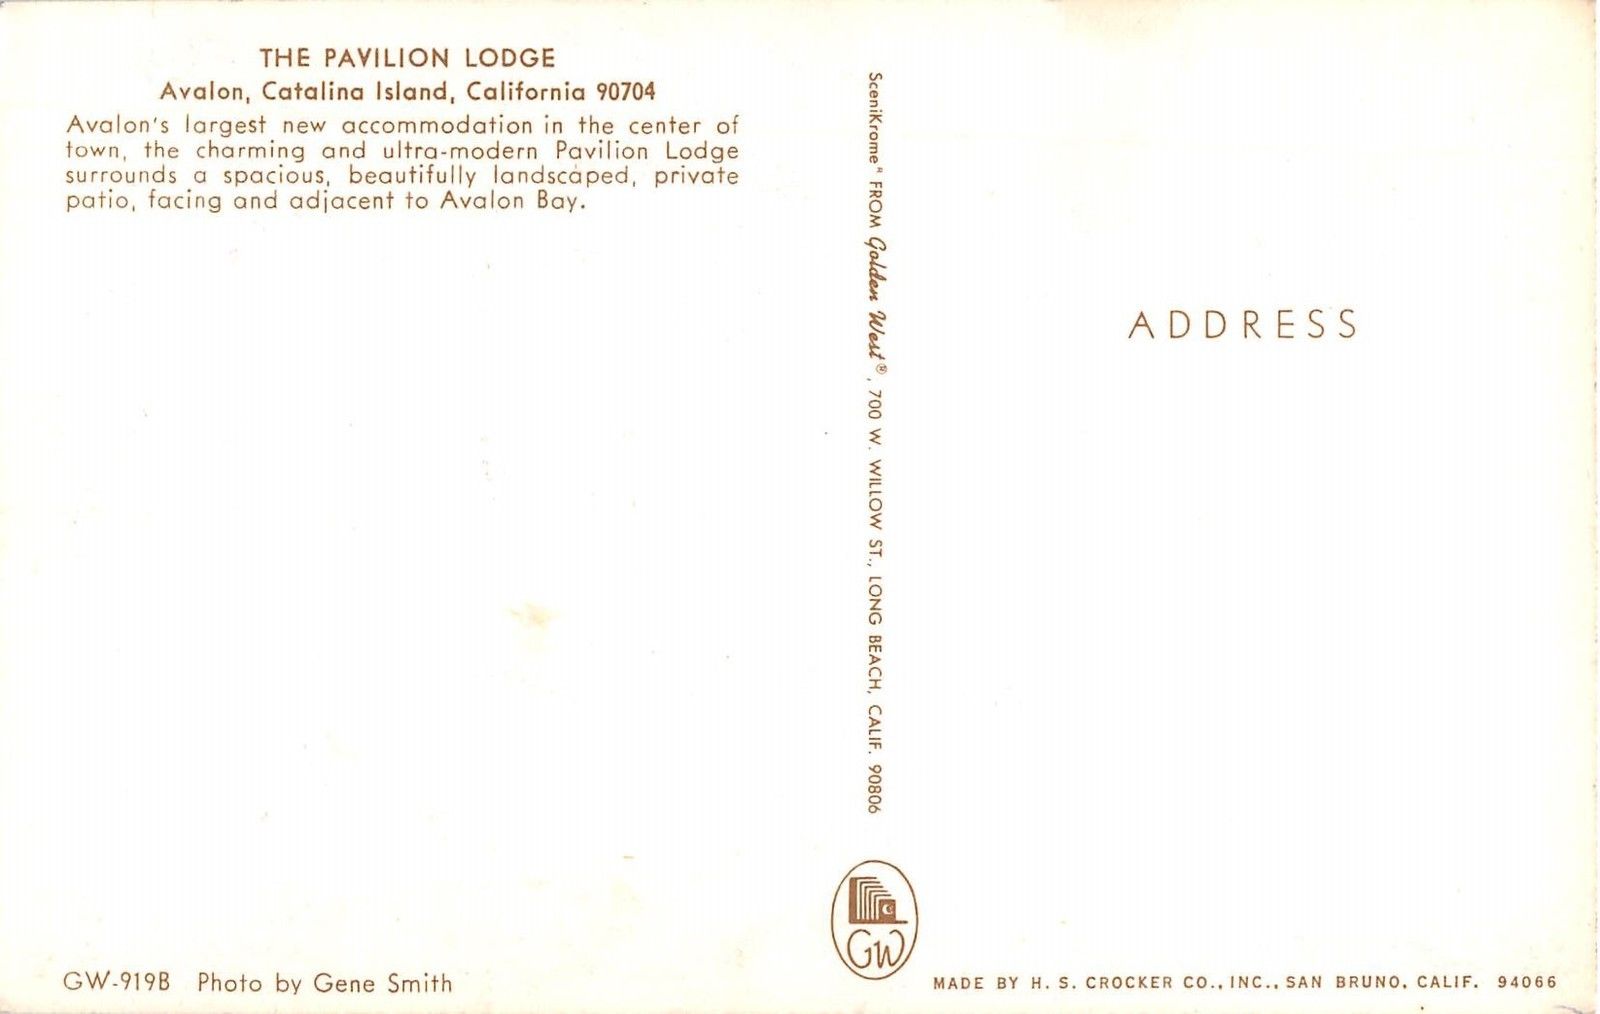 THE PAVILION LODGE
Avalon, Catalina Island, California 90704
Avalon's largest new accommodation in the center of
town, the charming and ultra-modern Pavilion Lodge
surrounds a spacious, beautifully landscaped, private
patio, facing and adjacent to Avalon Bay.
SceniKrome® FROM Golden West®, 700 W. WILLOW ST., LONG BEACH, CALIF. 90806
ADDRESS
GW
GW-919B Photo by Gene Smith
MADE BY H. S. CROCKER CO., INC., SAN BRUNO, CALIF. 94066